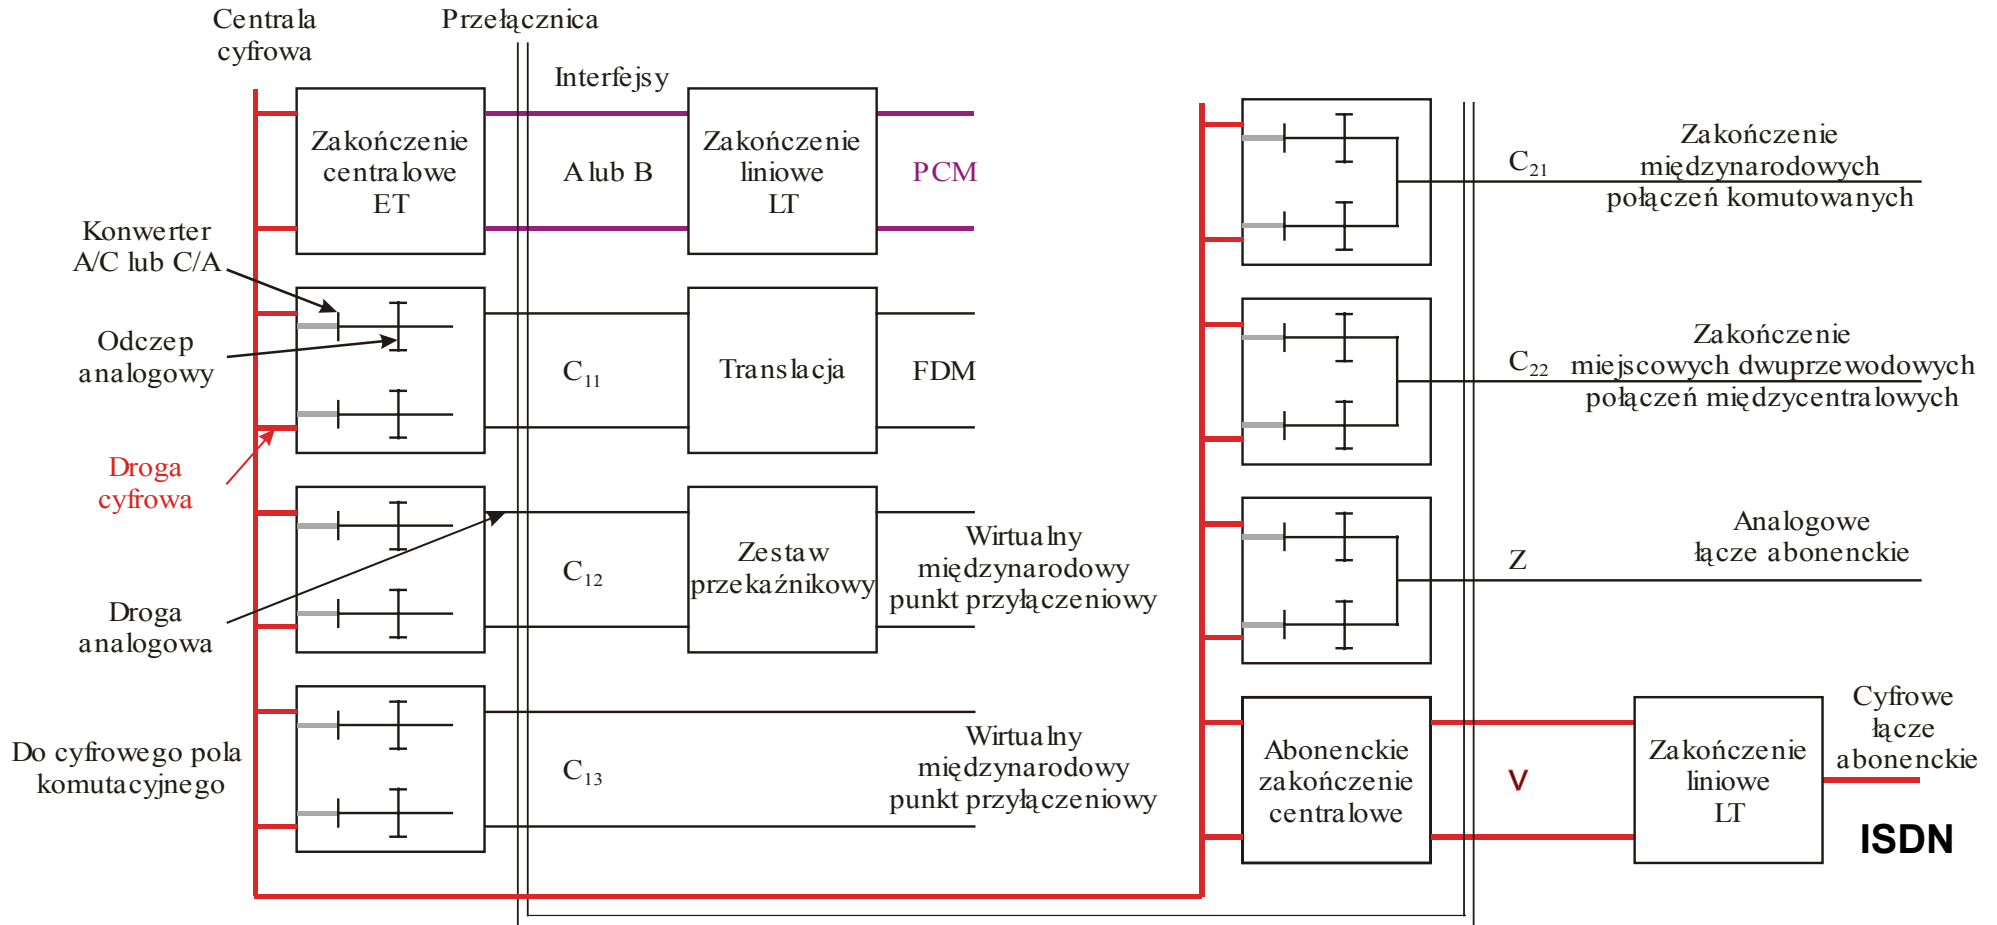 Centrala
cyfrowa
Przełącznica
Interfejsy
Zakończenie
centralowe
ET
A lub B
Zakończenie
liniowe
LT
PCM
Konwerter
A/C lub C/A
Odczep
analogowy
C11
Translacja
FDM
Droga
cyfrowa
C12
Zestaw
przekaźnikowy
Wirtualny
międzynarodowy
punkt przyłączeniowy
Droga
analogowa
Do cyfrowego pola
komutacyjnego
C13
Wirtualny
międzynarodowy
punkt przyłączeniowy
C21
Zakończenie
międzynarodowych
połączeń komutowanych
C22
Zakończenie
miejscowych dwuprzewodowych
połączeń międzycentralowych
Z
Analogowe
łącze abonenckie
Abonenckie
zakończenie
centralowe
V
Zakończenie
liniowe
LT
Cyfrowe
łącze
abonenckie
ISDN